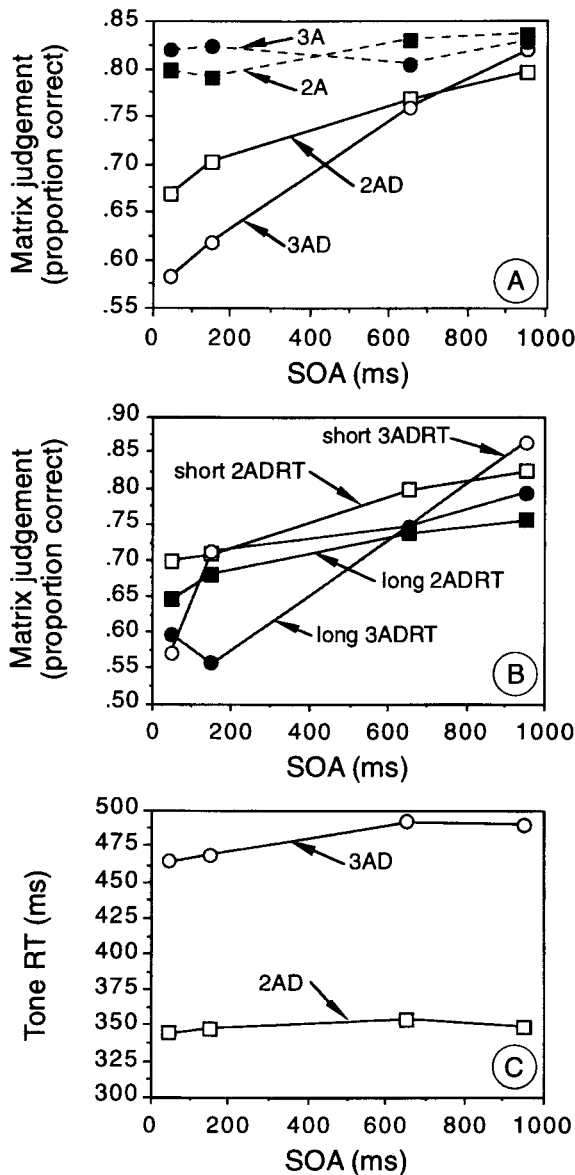 Matrix judgement
(proportion correct)
.85
.80
.75
.70
.65
.60
.55
3A
2A
2AD
3AD
A
0 200 400 600 800 1000
SOA (ms)
Matrix judgement
(proportion correct)
.90
.85
.80
.75
.70
.65
.60
.55
.50
short 3ADRT
short 2ADRT
long 2ADRT
long 3ADRT
B
0 200 400 600 800 1000
SOA (ms)
Tone RT (ms)
500
475
450
425
400
375
350
325
300
3AD
2AD
C
0 200 400 600 800 1000
SOA (ms)